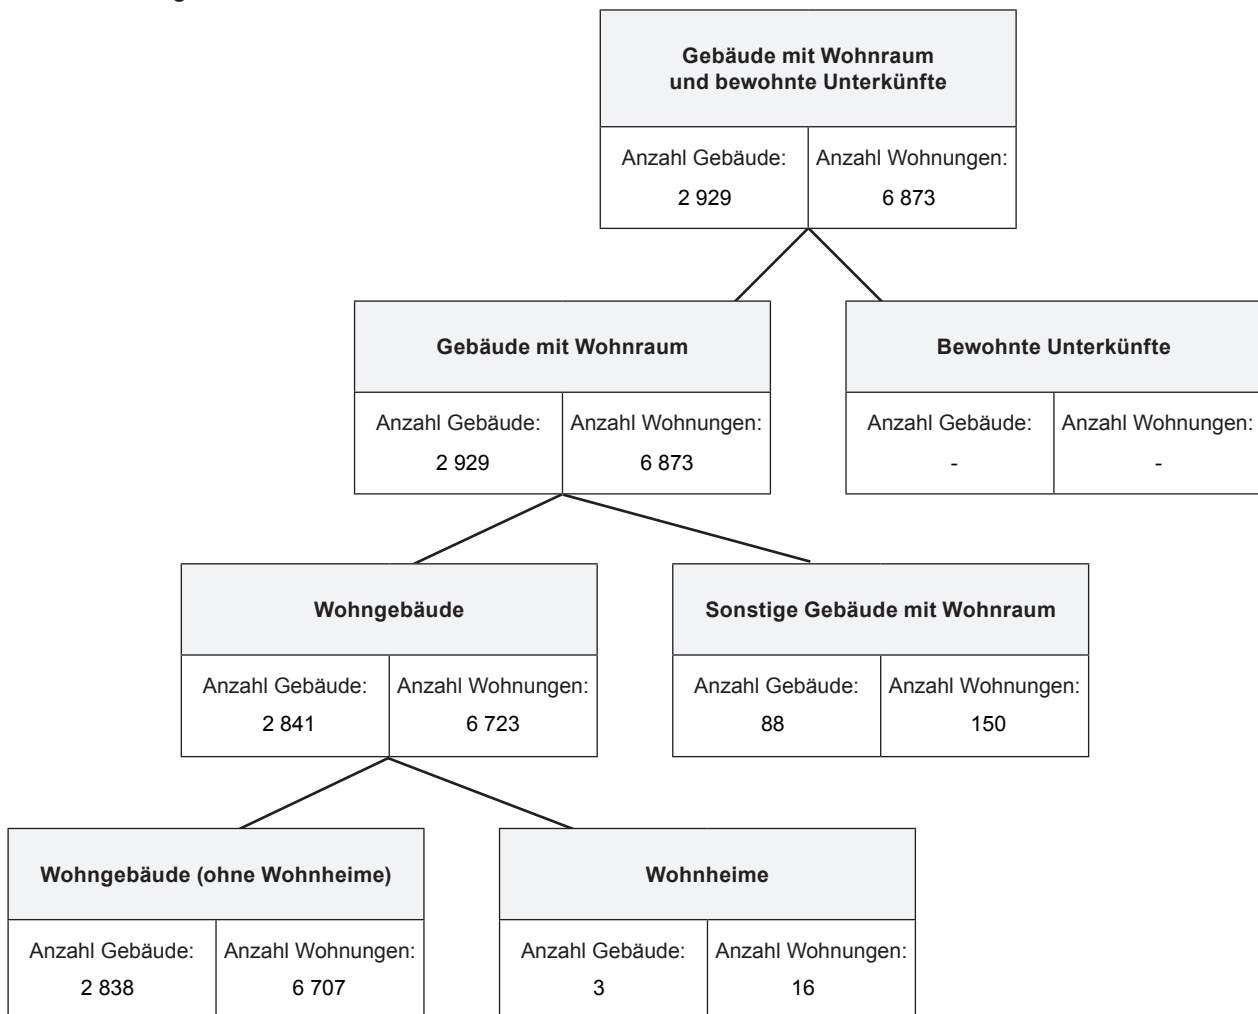 Gebäude mit Wohnraum
und bewohnte Unterkünfte
Anzahl Gebäude: Anzahl Wohnungen:
2 929 6 873
Gebäude mit Wohnraum
Anzahl Gebäude: Anzahl Wohnungen:
2 929 6 873
Bewohnte Unterkünfte
Anzahl Gebäude: Anzahl Wohnungen:
- -
Wohngebäude
Anzahl Gebäude: Anzahl Wohnungen:
2 841 6 723
Sonstige Gebäude mit Wohnraum
Anzahl Gebäude: Anzahl Wohnungen:
88 150
Wohngebäude (ohne Wohnheime)
Anzahl Gebäude: Anzahl Wohnungen:
2 838 6 707
Wohnheime
Anzahl Gebäude: Anzahl Wohnungen:
3 16